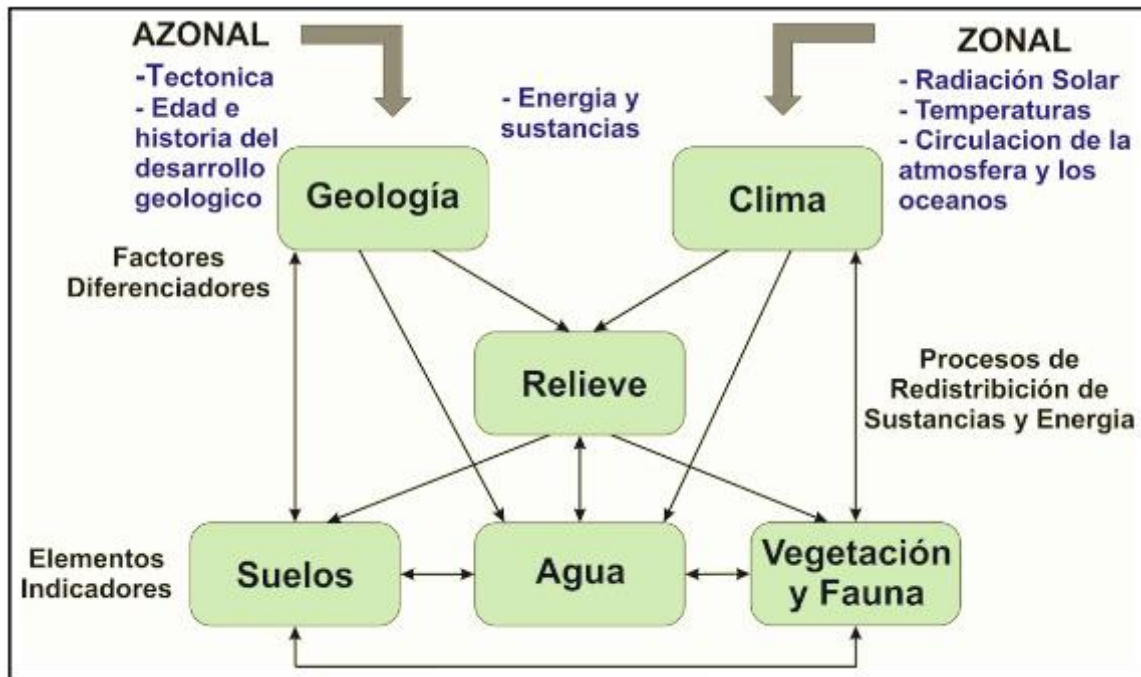 AZONAL
-Tectonica
- Edad e
historia del
desarrollo
geologico
- Energia y
sustancias
ZONAL
- Radiación Solar
- Temperaturas
- Circulacion de la
atmosfera y los
oceanos
Geología
Clima
Factores
Diferenciadores
Relieve
Procesos de
Redistribición de
Sustancias y Energia
Elementos
Indicadores
Suelos
Agua
Vegetación
y Fauna